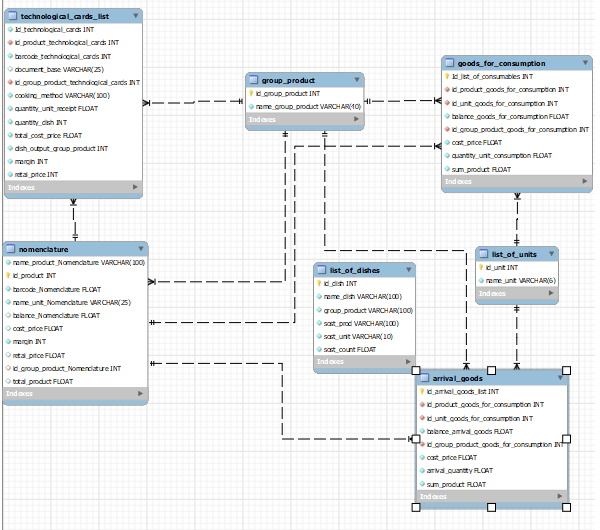 technological_cards_list
id_technological_cards INT
id_product_technological_cards INT
barcode_technological_cards INT
document_base VARCHAR(25)
id_group_product_technological_cards INT
cooking_method VARCHAR(100)
quantity_unit_receipt FLOAT
quantity_dish INT
total_cost_price FLOAT
dish_output_group_product INT
margin INT
retal_price INT
Indexes
group_product
id_group_product INT
name_group_product VARCHAR(40)
Indexes
goods_for_consumption
id_list_of_consumables INT
id_product_goods_for_consumption INT
id_unit_goods_for_consumption INT
balance_goods_for_consumption FLOAT
id_group_product_goods_for_consumption INT
cost_price FLOAT
quantity_unit_consumption FLOAT
sum_product FLOAT
Indexes
nomenclature
name_product_Nomenclature VARCHAR(100)
id_product INT
barcode_Nomenclature FLOAT
name_unit_Nomenclature VARCHAR(25)
balance_Nomenclature FLOAT
cost_price FLOAT
margin INT
retal_price FLOAT
id_group_product_Nomenclature INT
total_product FLOAT
Indexes
list_of_dishes
id_dish INT
name_dish VARCHAR(100)
group_product VARCHAR(100)
sost_prod VARCHAR(100)
sost_unit VARCHAR(10)
sost_count FLOAT
list_of_units
id_unit INT
name_unit VARCHAR(6)
Indexes
arrival_goods
id_arrival_goods_list INT
id_product_goods_for_consumption INT
id_unit_goods_for_consumption INT
balance_arrival_goods FLOAT
id_group_product_goods_for_consumption INT
cost_price FLOAT
arrival_quantity FLOAT
sum_product FLOAT
Indexes